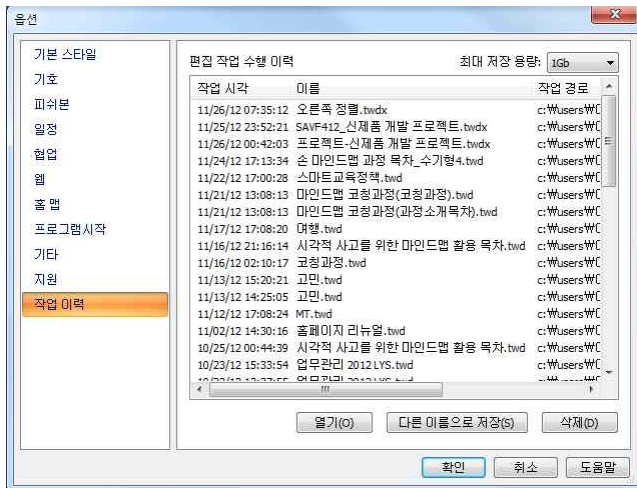 옵션
기본 스타일
기호
피쉬본
일정
협업
웹
홈 맵
프로그램시작
기타
지원
작업 이력
편집 작업 수행 이력
최대 저장 용량: 1Gb
작업 시각 이름 작업 경로
11/26/12 07:35:12 오른쪽 정렬.twdx c:₩users₩
11/25/12 23:52:21 SAVF412_신제품 개발 프로젝트.twdx c:₩users₩
11/26/12 00:42:03 프로젝트-신제품 개발 프로젝트.twdx c:₩users₩
11/24/12 17:13:34 손 마인드맵 과정 목차_수기형4.twd c:₩users₩
11/22/12 17:00:28 스마트교육정책.twd c:₩users₩
11/21/12 13:08:13 마인드맵 코칭과정(코칭과정).twd c:₩users₩
11/21/12 13:08:13 마인드맵 코칭과정(과정소개목차).twd c:₩users₩
11/17/12 17:08:20 여행.twd c:₩users₩
11/16/12 21:16:14 시각적 사고를 위한 마인드맵 활용 목차.twd c:₩users₩
11/16/12 02:10:17 코칭과정.twd c:₩users₩
11/13/12 15:20:21 고민.twd c:₩users₩
11/13/12 14:25:05 고민.twd c:₩users₩
11/12/12 17:08:24 MT.twd c:₩users₩
11/02/12 14:30:16 홈페이지 리뉴얼.twd c:₩users₩
10/25/12 00:44:39 시각적 사고를 위한 마인드맵 활용 목차.twd c:₩users₩
10/23/12 15:33:54 업무관리 2012 LYS.twd c:₩users₩
열기(O) 다른 이름으로 저장(S) 삭제(D)
확인 취소 도움말